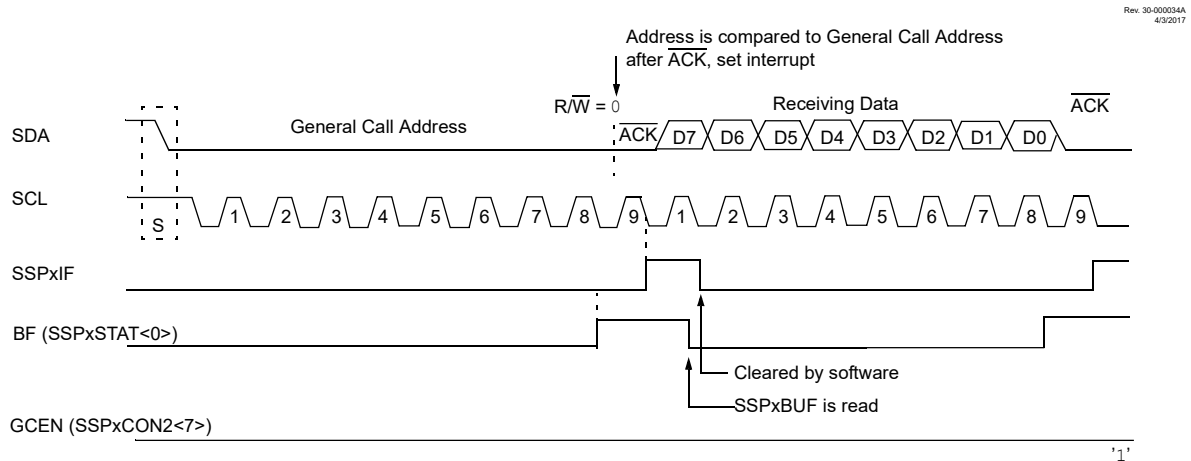 Rev. 30-000034A
4/3/2017
Address is compared to General Call Address
after ACK, set interrupt
R/W = 0
Receiving Data
ACK
SDA
General Call Address
ACK D7 D6 D5 D4 D3 D2 D1 D0
SCL
S
1 2 3 4 5 6 7 8 9 1 2 3 4 5 6 7 8 9
SSPxIF
BF (SSPxSTAT<0>)
Cleared by software
SSPxBUF is read
GCEN (SSPxCON2<7>)
'1'